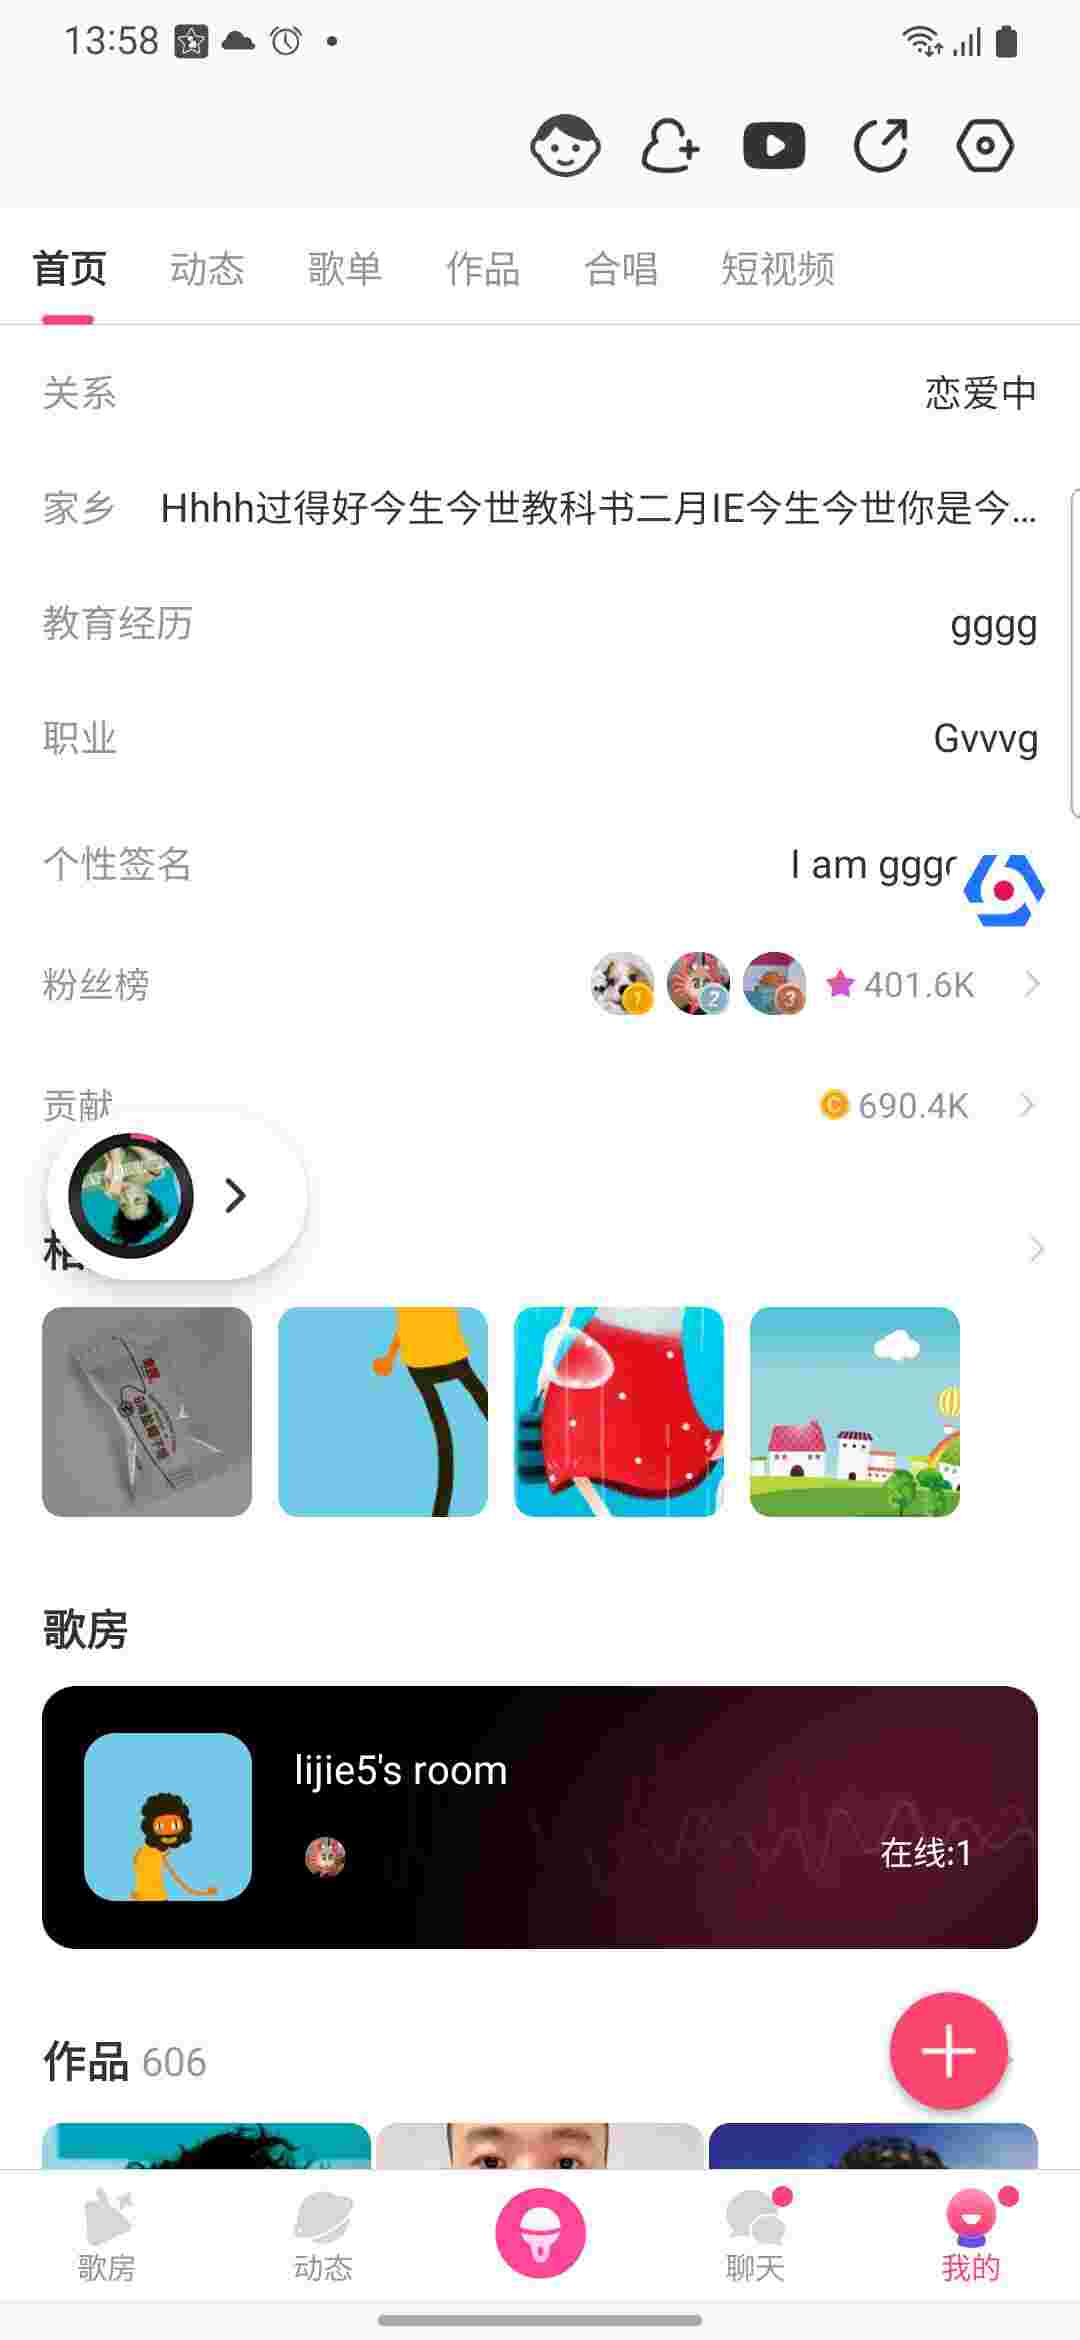 13:58
首页 动态 歌单 作品 合唱 短视频
关系 恋爱中
家乡 Hhhh过得好今生今世教科书二月IE今生今世你是今...
教育经历 gggg
职业 Gvvvg
个性签名 I am ggg
粉丝榜 1 2 3 401.6K
贡献 C 690.4K
歌房
lijie5's room
在线:1
作品 606
歌房 动态 聊天 我的